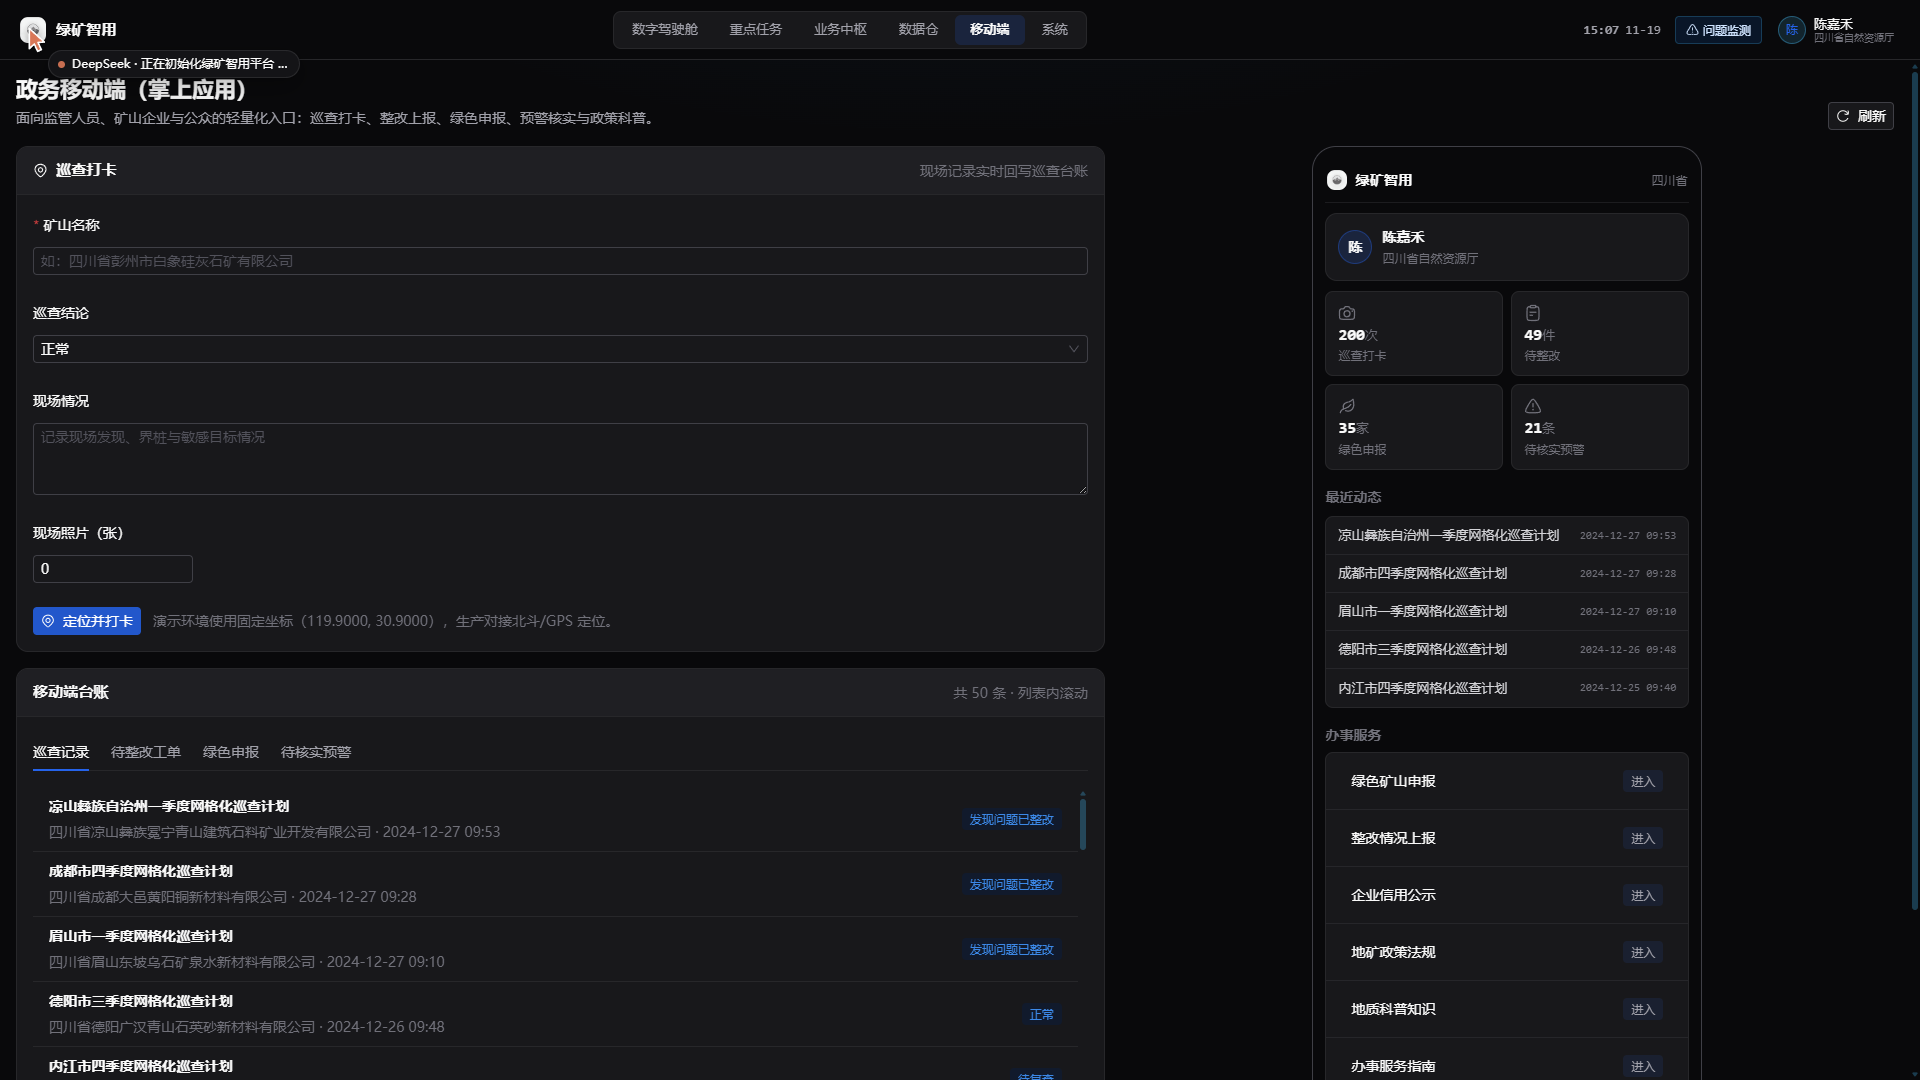 绿矿智用
数字驾驶舱 重点任务 业务中枢 数据仓 移动端 系统
15:07 11-19
问题监测
陈 陈嘉禾
四川省自然资源厅
DeepSeek · 正在初始化绿矿智用平台 ...
政务移动端（掌上应用）
面向监管人员、矿山企业与公众的轻量化入口：巡查打卡、整改上报、绿色申报、预警核实与政策科普。
刷新
巡查打卡 现场记录实时回写巡查台账
* 矿山名称
如：四川省彭州市白象硅灰石矿有限公司
巡查结论
正常
现场情况
记录现场发现、界桩与敏感目标情况
现场照片（张）
0
定位并打卡 演示环境使用固定坐标（119.9000, 30.9000），生产对接北斗/GPS 定位。
移动端台账 共 50 条 · 列表内滚动
巡查记录 待整改工单 绿色申报 待核实预警
凉山彝族自治州一季度网格化巡查计划
四川省凉山彝族冕宁青山建筑石料矿业开发有限公司 · 2024-12-27 09:53
发现问题已整改
成都市四季度网格化巡查计划
四川省成都大邑黄阳铜新材料有限公司 · 2024-12-27 09:28
发现问题已整改
眉山市一季度网格化巡查计划
四川省眉山东坡乌石矿泉水新材料有限公司 · 2024-12-27 09:10
发现问题已整改
德阳市三季度网格化巡查计划
四川省德阳广汉青山石英砂新材料有限公司 · 2024-12-26 09:48
正常
内江市四季度网格化巡查计划
待复查
绿矿智用 四川省
陈 陈嘉禾
四川省自然资源厅
200次
巡查打卡
49件
待整改
35家
绿色申报
21条
待核实预警
最近动态
凉山彝族自治州一季度网格化巡查计划 2024-12-27 09:53
成都市四季度网格化巡查计划 2024-12-27 09:28
眉山市一季度网格化巡查计划 2024-12-27 09:10
德阳市三季度网格化巡查计划 2024-12-26 09:48
内江市四季度网格化巡查计划 2024-12-25 09:40
办事服务
绿色矿山申报 进入
整改情况上报 进入
企业信用公示 进入
地矿政策法规 进入
地质科普知识 进入
办事服务指南 进入